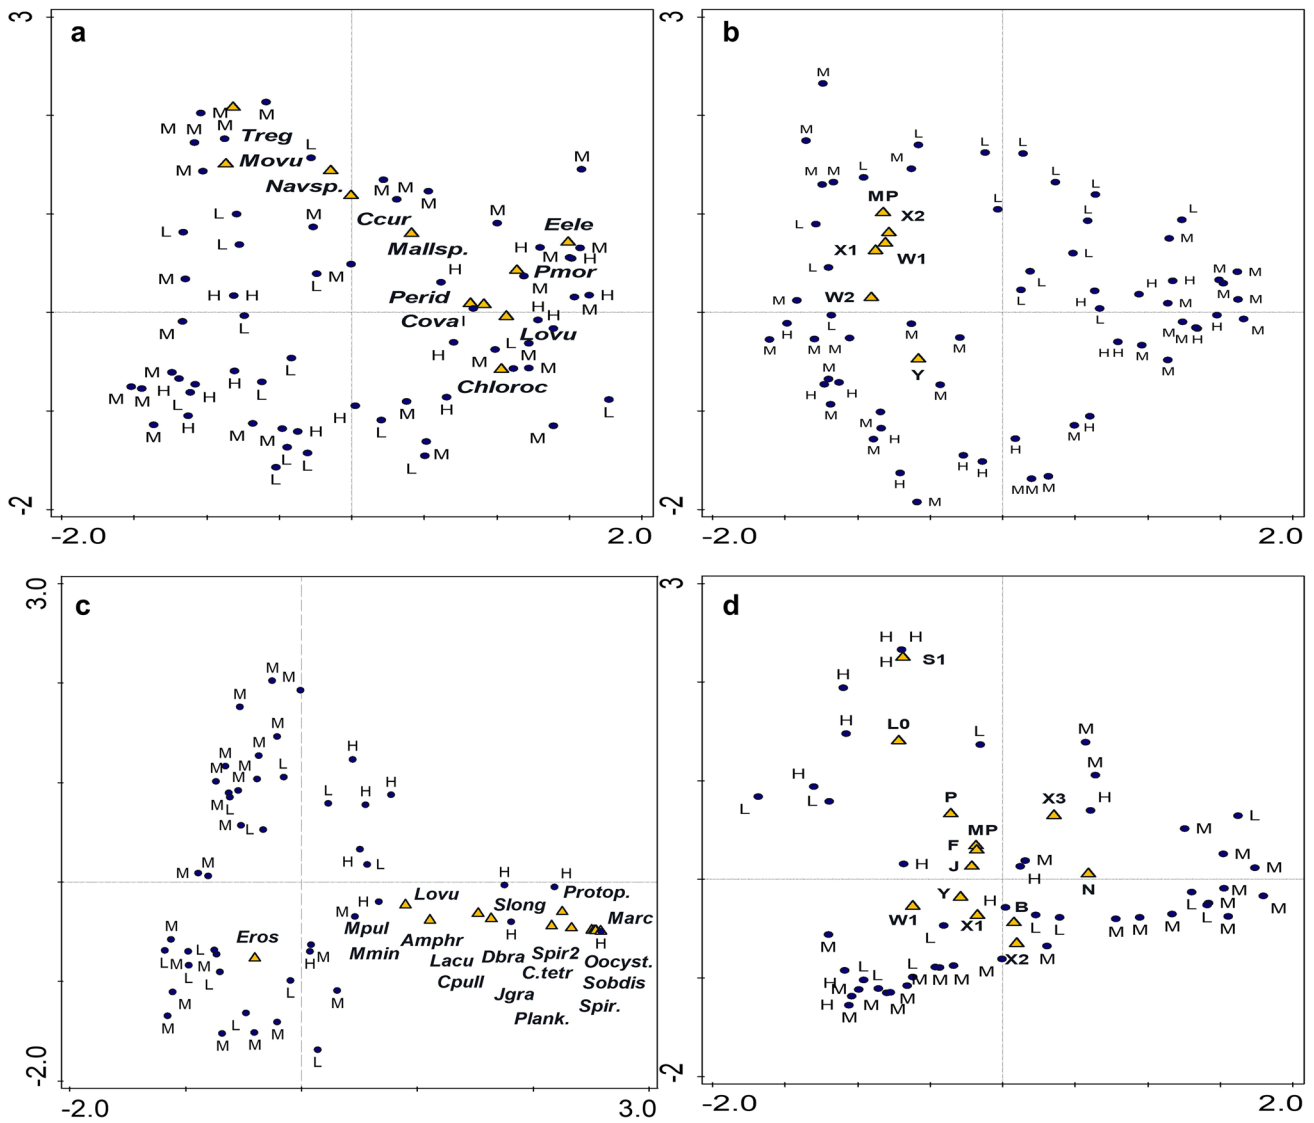 3
a
M
M
M
M
M
M
Treg
L
M
Movu
M
Navsp.
M
M
M
L
M
Ccur
M
Eele
L
L
Mallsp.
H
M
M
H
M
L
H
Pmor
M
H
H
Perid
M
H
M
H
M
L
Coval
H
Lovu
L
M
H
M
M
L
M
H
M
M
H
L
H
L
Chloroc
H
M
H
L
M
H
M
M
H
L
M
L
L
M
L
L
-2
-2.0
2.0
3
b
M
M
L
L
L
M
M
M
L
L
L
MP
L
L
L
X2
L
M
X1
W1
L
L
M
W2
L
H
H
M
M
M
M
H
L
L
M
H
M
M
M
M
M
M
H
H
M
Y
M
M
H
H
M
M
M
H
M
M
H
H
H
H
H
M
M
M
M
-2
-2.0
2.0
3.0
c
M
M
M
M
M
M
H
M
M
M
L
L
H
H
M
L
M
L
M
H
L
H
H
H
Lovu
Slong
Protop.
M
Mpul
Marc
Eros
Amphr
H
H
L
M
L
M
H
M
Mmin
Lacu
Dbra
Spir2
Oocyst.
L
L
Cpull
C.tetr
Sobdis
L
M
M
Jgra
Spir.
M
L
M
Plank.
M
M
L
-2.0
-2.0
3.0
3
d
H
H
H
S1
H
H
L0
L
M
M
H
L
L
P
X3
H
L
M
MP
F
M
H
J
M
M
H
Y
N
M
W1
H
B
L
L
M
X1
L
L
L
M
M
M
M
X2
M
L
L
M
H
M
M
M
M
H
M
M
M
-2
-2.0
2.0